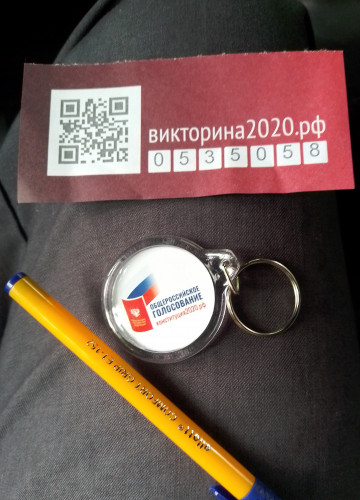 викторина2020.рф
0535058
ОБЩЕРОССИЙСКОЕ
ГОЛОСОВАНИЕ
конституция2020.рф